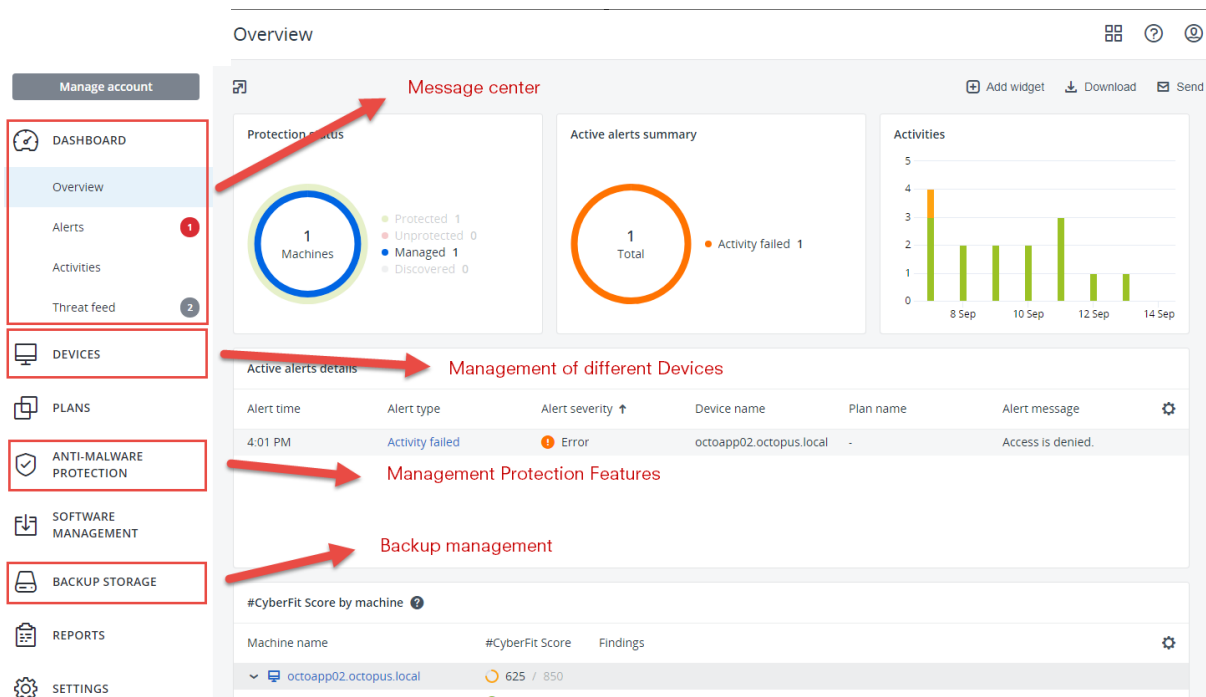 Overview
Manage account
Message center
Add widget Download Send
DASHBOARD
Overview
Alerts 1
Activities
Threat feed 2
DEVICES
PLANS
ANTI-MALWARE
PROTECTION
SOFTWARE
MANAGEMENT
BACKUP STORAGE
REPORTS
SETTINGS
Protection status
1
Machines
Protected 1
Unprotected 0
Managed 1
Discovered 0
Active alerts summary
1
Total
Activity failed 1
Activities
5
4
3
2
1
0
8 Sep 10 Sep 12 Sep 14 Sep
Management of different Devices
Active alerts details
Alert time Alert type Alert severity Device name Plan name Alert message
4:01 PM Activity failed Error octoapp02.octopus.local - Access is denied.
Management Protection Features
Backup management
#CyberFit Score by machine
Machine name #CyberFit Score Findings
octoapp02.octopus.local 625 / 850